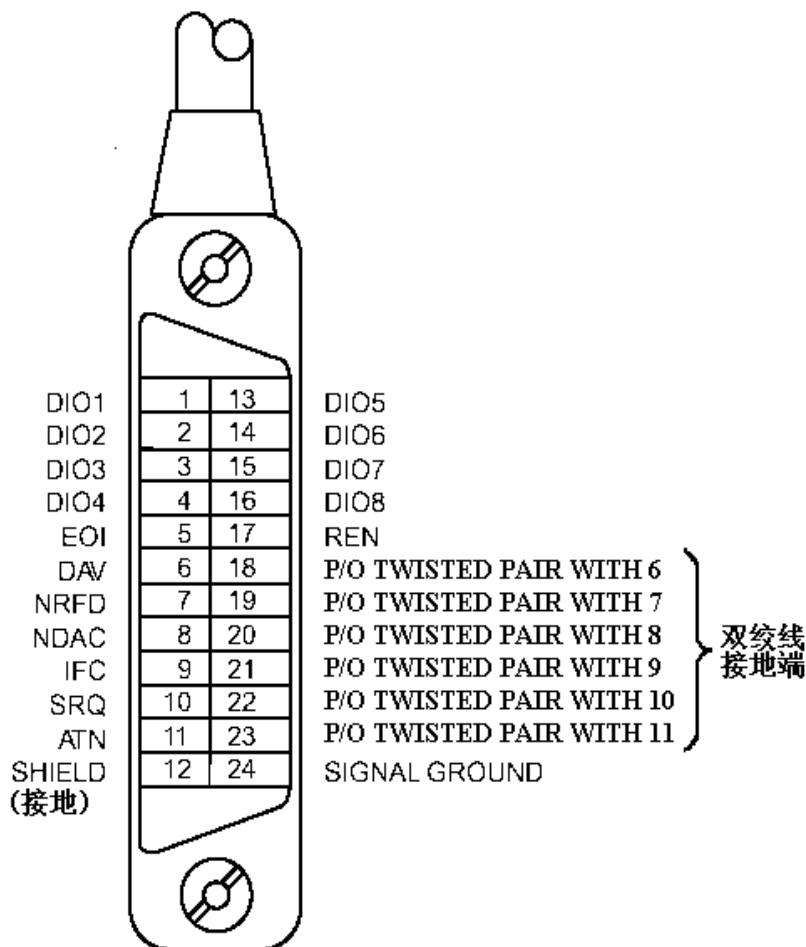 DIO1 1 13 DIO5
DIO2 2 14 DIO6
DIO3 3 15 DIO7
DIO4 4 16 DIO8
EOI 5 17 REN
DAV 6 18 P/O TWISTED PAIR WITH 6
NRFD 7 19 P/O TWISTED PAIR WITH 7
NDAC 8 20 P/O TWISTED PAIR WITH 8
IFC 9 21 P/O TWISTED PAIR WITH 9
SRQ 10 22 P/O TWISTED PAIR WITH 10
ATN 11 23 P/O TWISTED PAIR WITH 11
双绞线
接地端
SHIELD 12 24 SIGNAL GROUND
(接地)